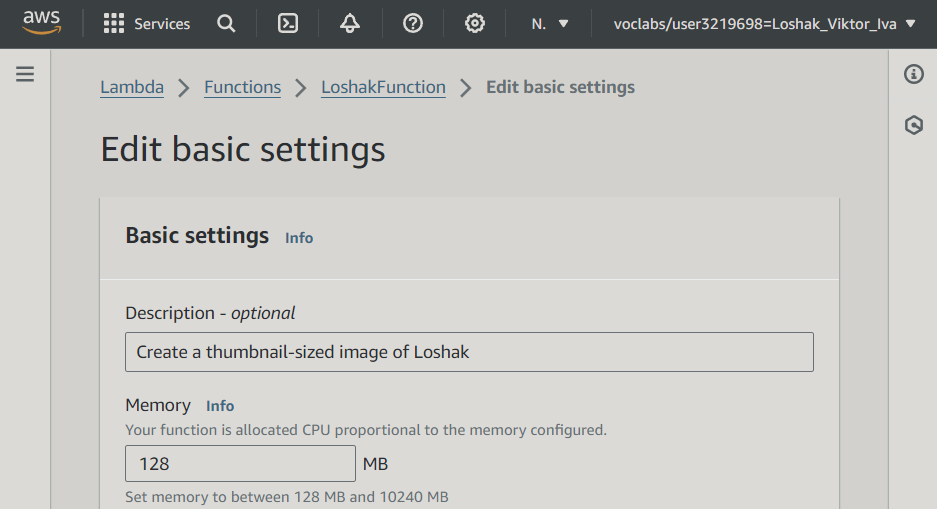 aws Services N. voclabs/user3219698=Loshak_Viktor_Iva
Lambda Functions LoshakFunction Edit basic settings
Edit basic settings
Basic settings Info
Description - optional
Create a thumbnail-sized image of Loshak
Memory Info
Your function is allocated CPU proportional to the memory configured.
128 MB
Set memory to between 128 MB and 10240 MB